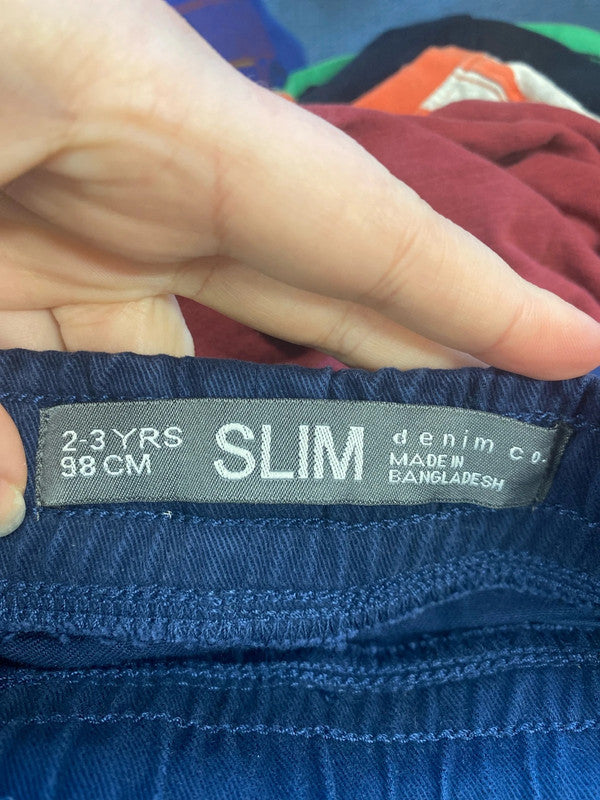 2-3 YRS
98 CM
SLIM
denim co.
MADE IN
BANGLADESH